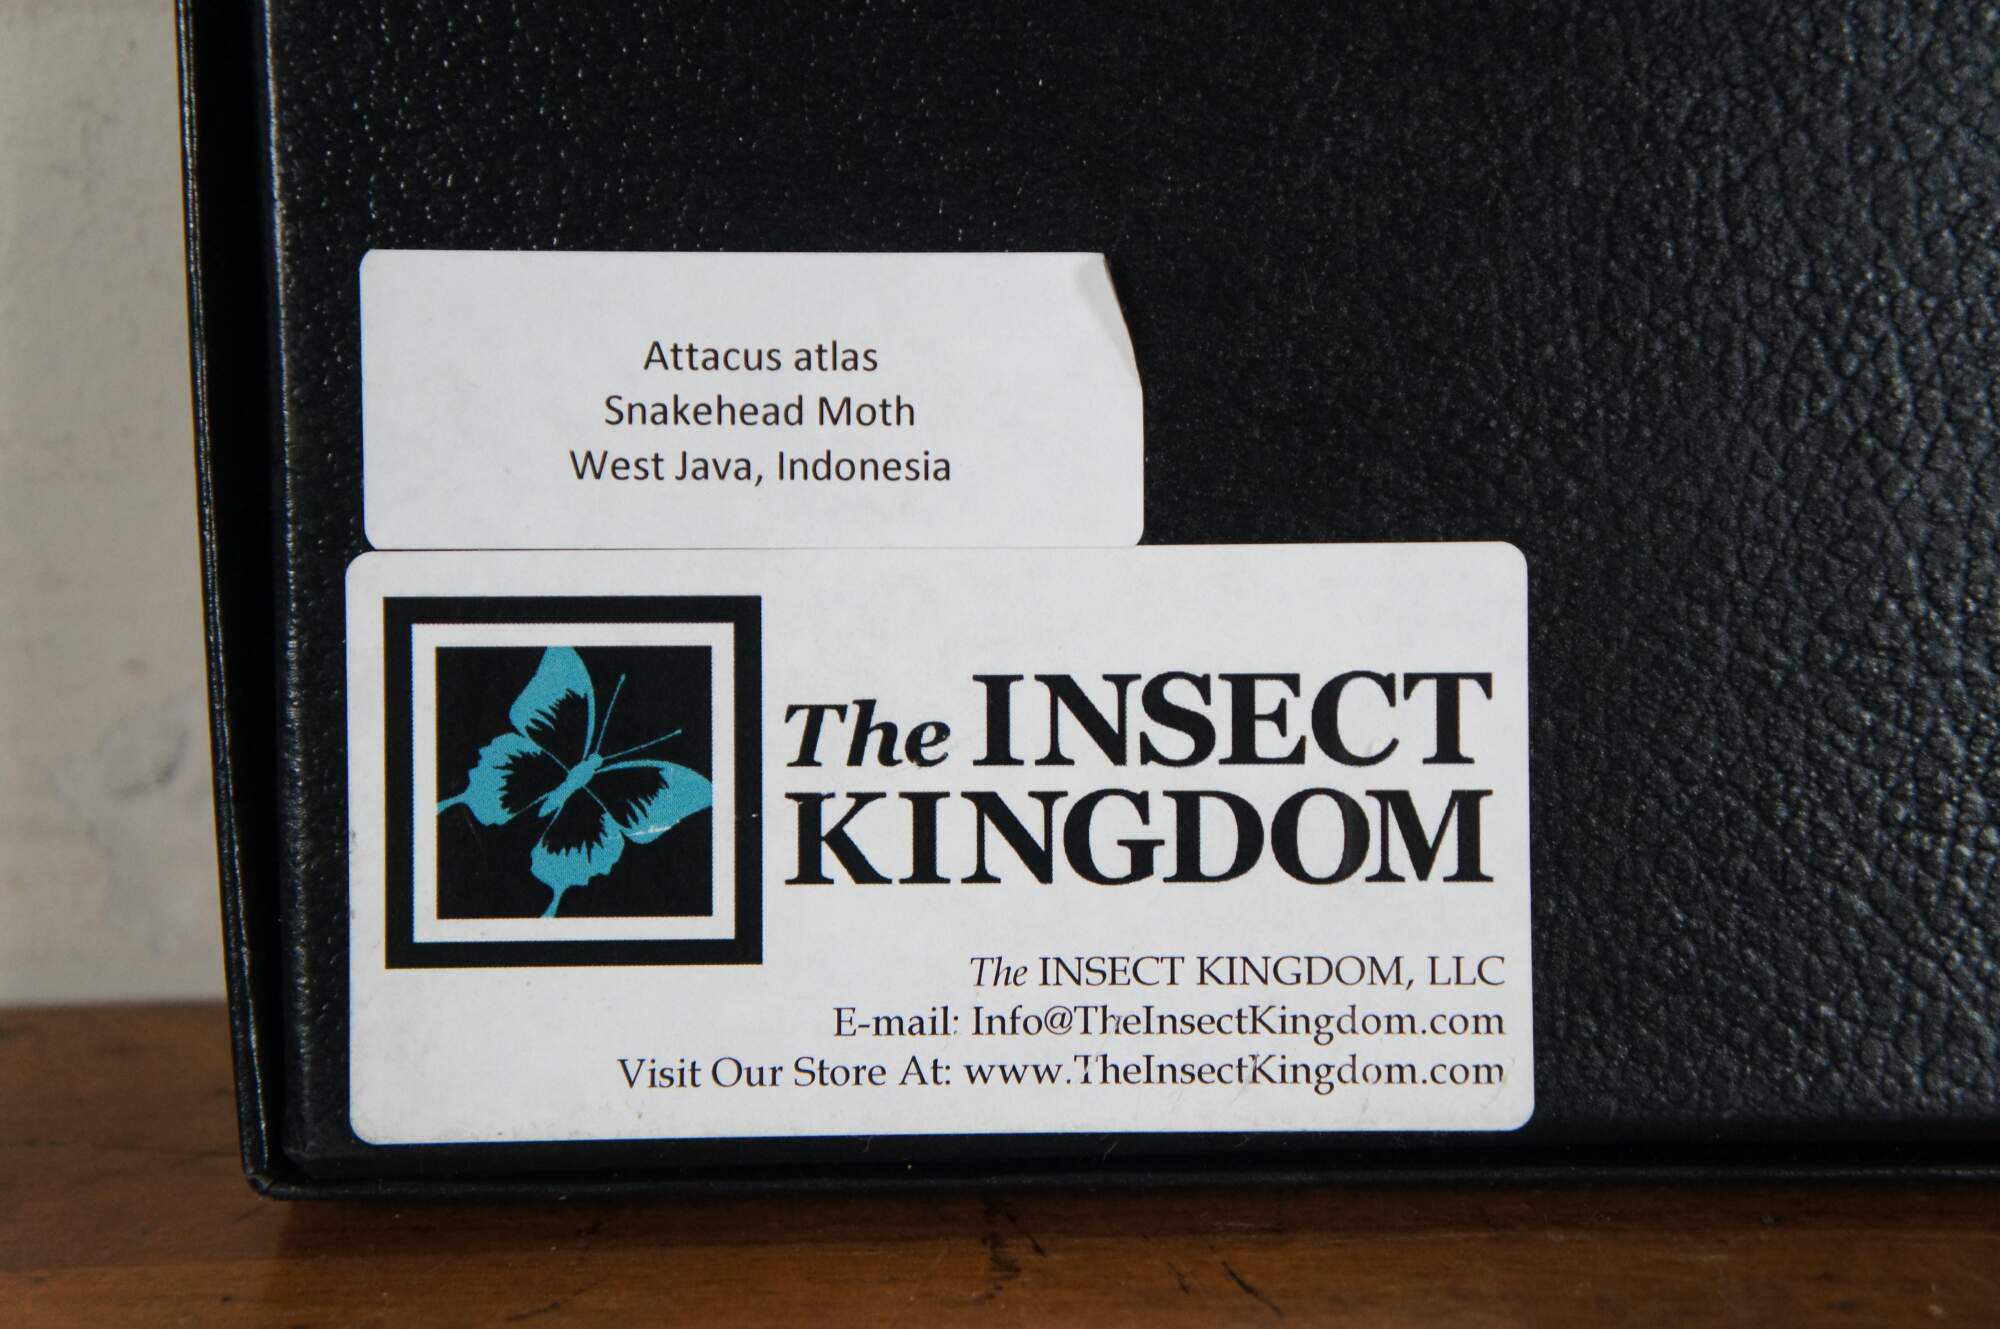 Attacus atlas
Snakehead Moth
West Java, Indonesia
The INSECT
KINGDOM
The INSECT KINGDOM, LLC
E-mail: Info@TheInsectKingdom.com
Visit Our Store At: www.TheInsectKingdom.com